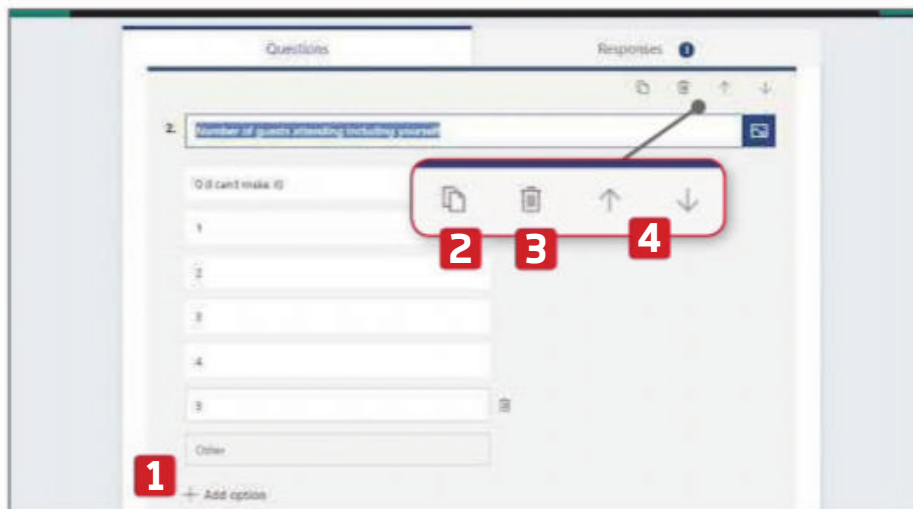 Questions
Responses 1
2. Number of guests attending including yourself
0 (I can't make it)
1
2
3
4
5
Other
+ Add option
1
2
3
4